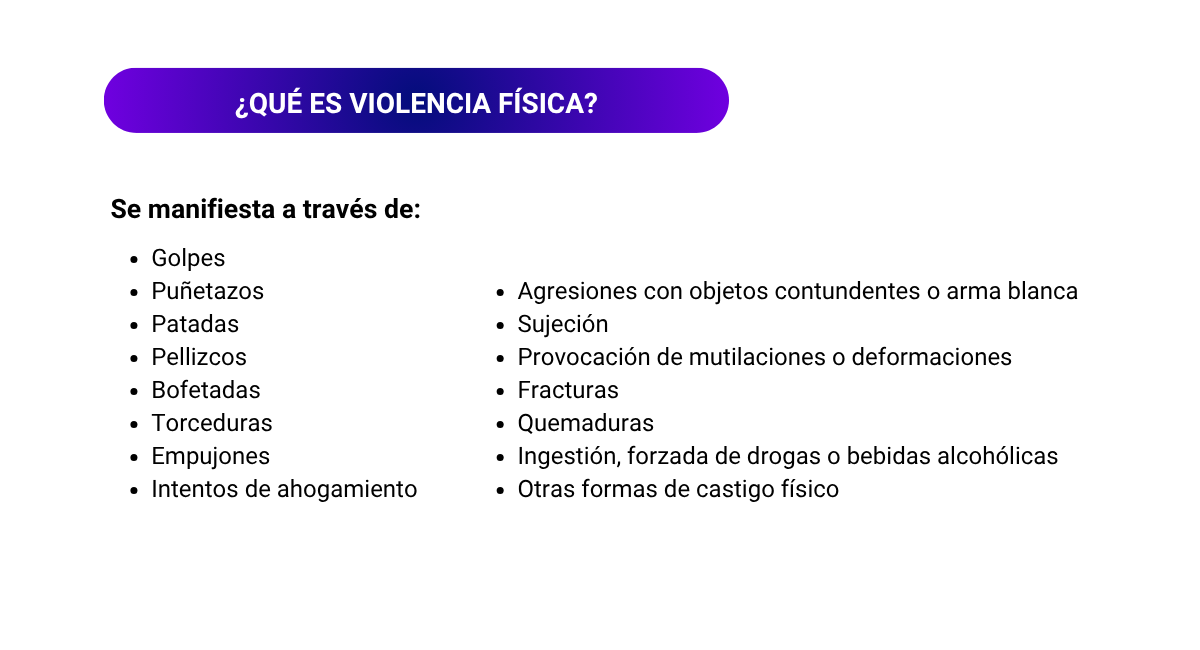 ¿QUÉ ES VIOLENCIA FÍSICA?
Se manifiesta a través de:
• Golpes
• Puñetazos
• Patadas
• Pellizcos
• Bofetadas
• Torceduras
• Empujones
• Intentos de ahogamiento
• Agresiones con objetos contundentes o arma blanca
• Sujeción
• Provocación de mutilaciones o deformaciones
• Fracturas
• Quemaduras
• Ingestión, forzada de drogas o bebidas alcohólicas
• Otras formas de castigo físico